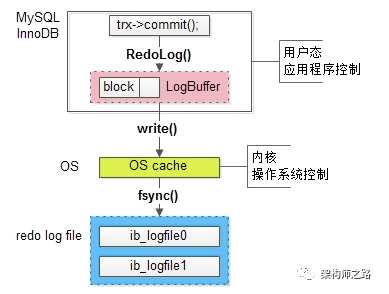 MySQL
InnoDB
trx->commit();
RedoLog()
block
LogBuffer
用户态
应用程序控制
write()
OS
OS cache
内核
操作系统控制
fsync()
redo log file
ib_logfile0
ib_logfile1
架构师之路